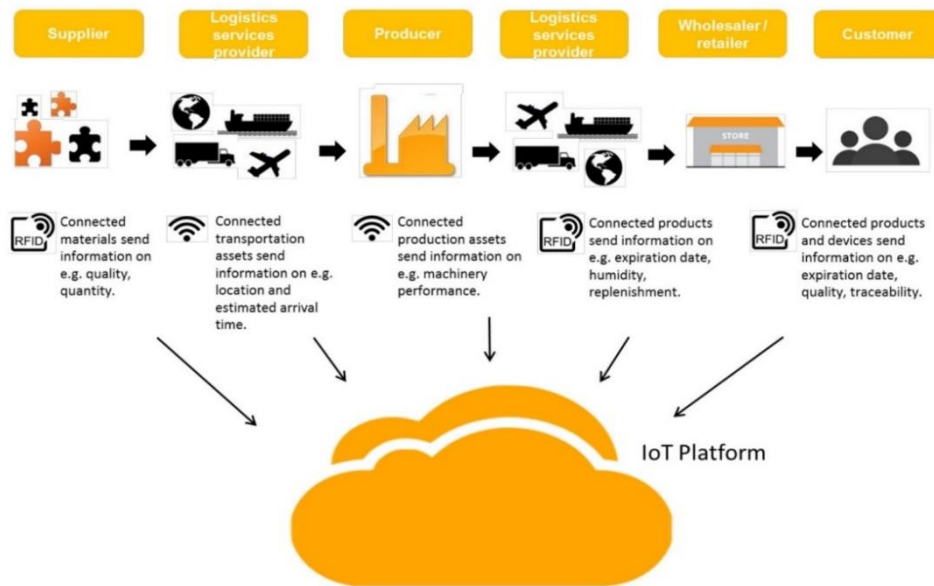 Supplier
Logistics
services
provider
Producer
Logistics
services
provider
Wholesaler /
retailer
Customer
STORE
RFID
Connected
materials send
information on
e.g. quality,
quantity.
Connected
transportation
assets send
information on e.g.
location and
estimated arrival
time.
Connected
production assets
send information on
e.g. machinery
performance.
RFID
Connected products
send information on
e.g. expiration date,
humidity,
replenishment.
RFID
Connected products
and devices send
information on e.g.
expiration date,
quality, traceability.
IoT Platform